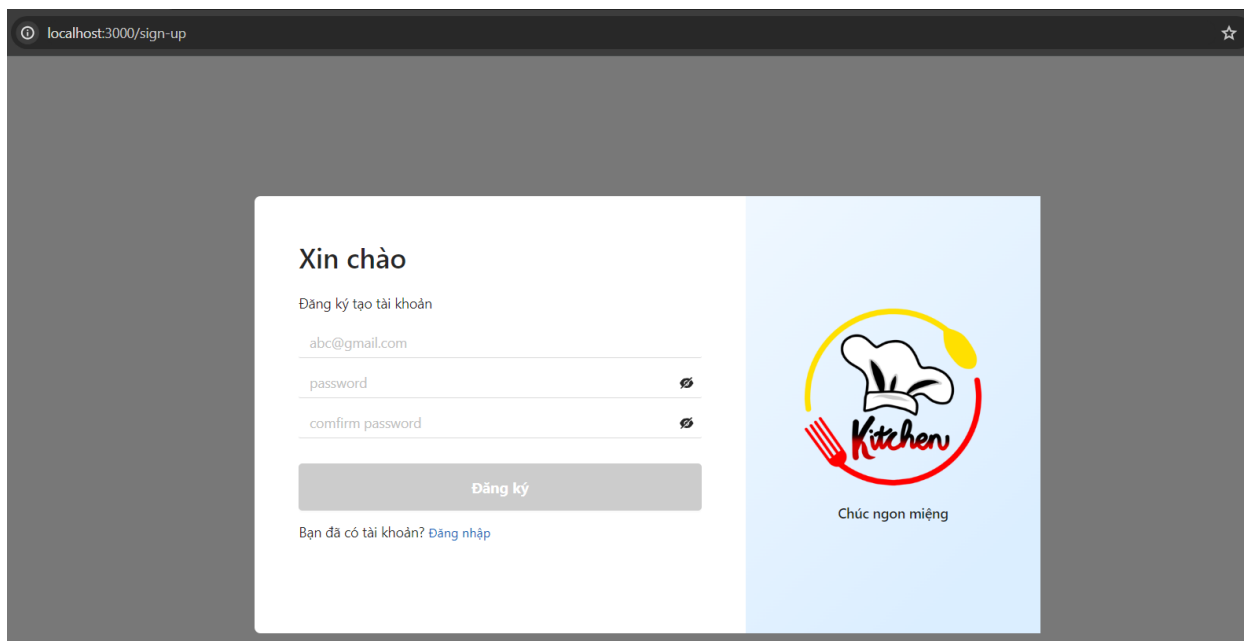 localhost:3000/sign-up
Xin chào
Đăng ký tạo tài khoản
abc@gmail.com
password
comfirm password
Đăng ký
Bạn đã có tài khoản? Đăng nhập
Kitchen
Chúc ngon miệng